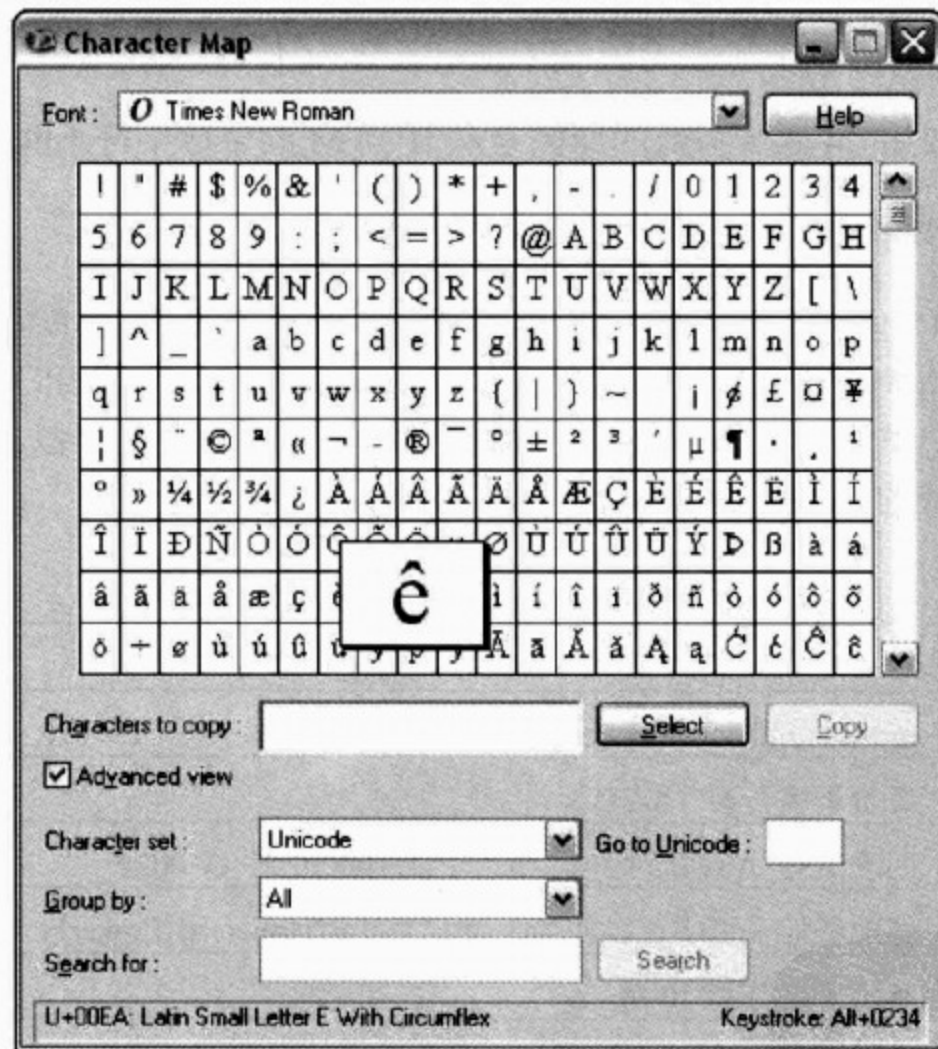 Character Map
Font : O Times New Roman Help
! " # $ % & ' ( ) * + , - . / 0 1 2 3 4
5 6 7 8 9 : ; < = > ? @ A B C D E F G H
I J K L M N O P Q R S T U V W X Y Z [ \
] ^ _ ` a b c d e f g h i j k l m n o p
q r s t u v w x y z { | } ~ ¡ ¢ £ ¤ ¥
¦ § ¨ © ª « ¬ - ® ¯ ° ± ² ³ ´ µ ¶ · ¸ ¹
º » ¼ ½ ¾ ¿ À Á Â Ã Ä Å Æ Ç È É Ê Ë Ì Í
Î Ï Ð Ñ Ò Ó Ô Õ Ö Ø Ù Ú Û Ü Ý Þ ß à á
â ã ä å æ ç ê ì í î ï ð ñ ò ó ô õ
ö ÷ ø ù ú û ü ý þ ÿ Ā ā Ă ă Ą ą Ć ć Ĉ ĉ
Characters to copy : Select Copy
Advanced view
Character set : Unicode Go to Unicode :
Group by : All
Search for : Search
U+00EA: Latin Small Letter E With Circumflex Keystroke: Alt+0234